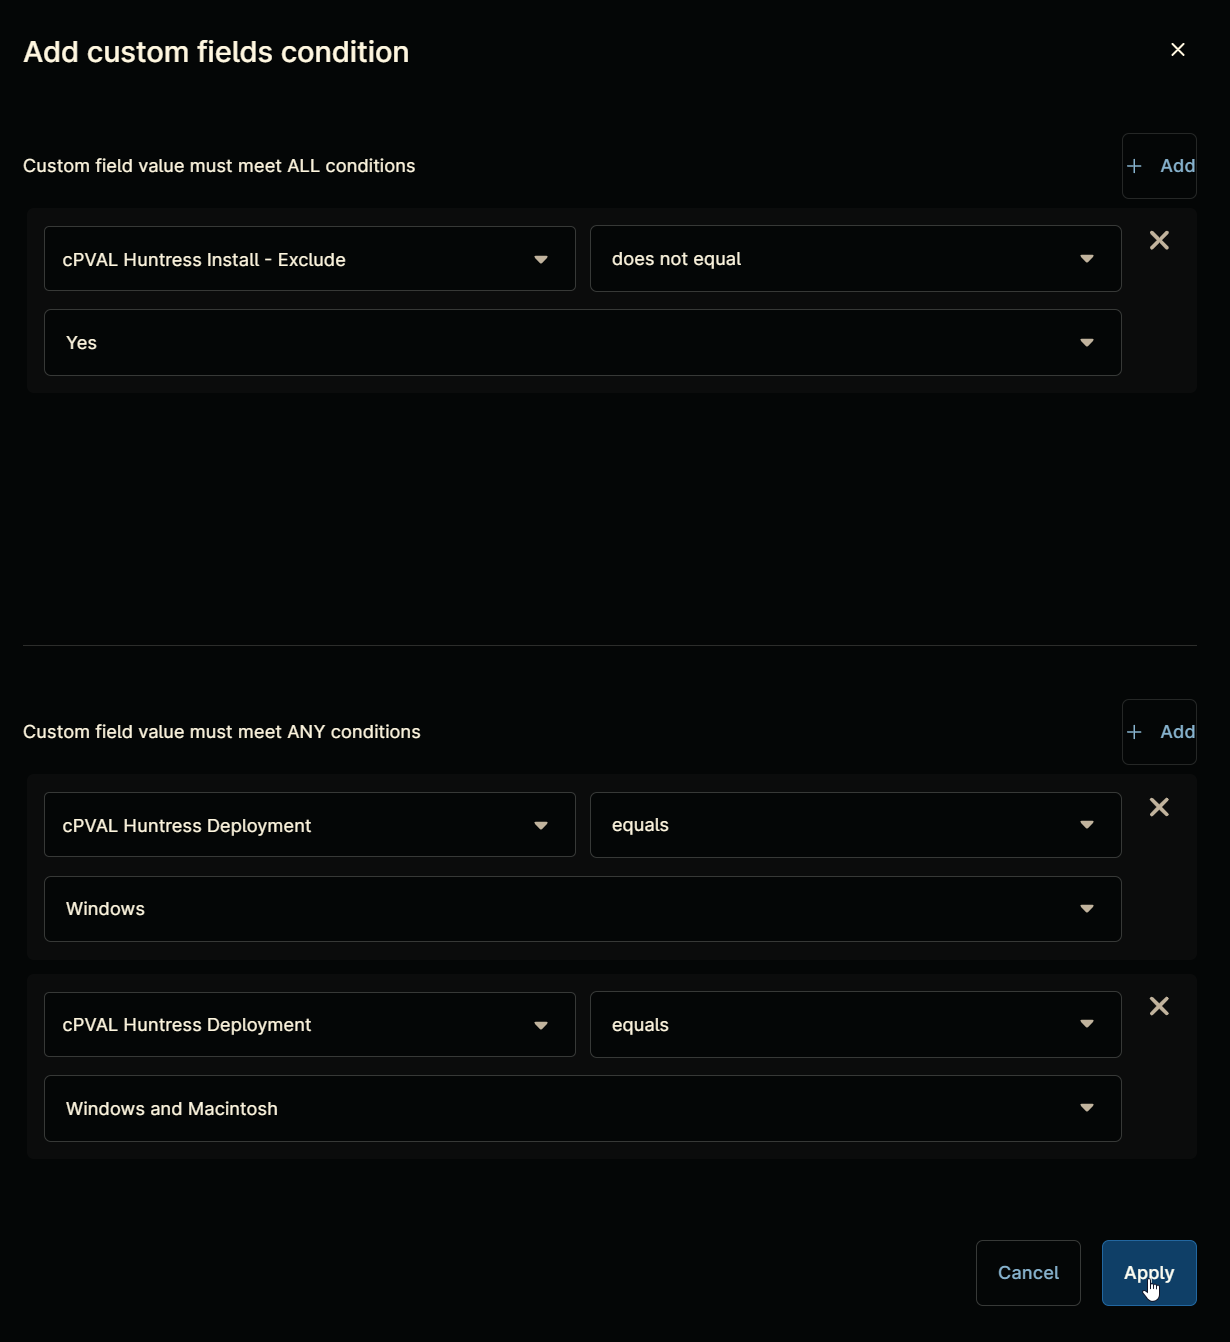 Add custom fields condition
Custom field value must meet ALL conditions
+ Add
cPVAL Huntress Install - Exclude
does not equal
Yes
Custom field value must meet ANY conditions
+ Add
cPVAL Huntress Deployment
equals
Windows
cPVAL Huntress Deployment
equals
Windows and Macintosh
Cancel
Apply